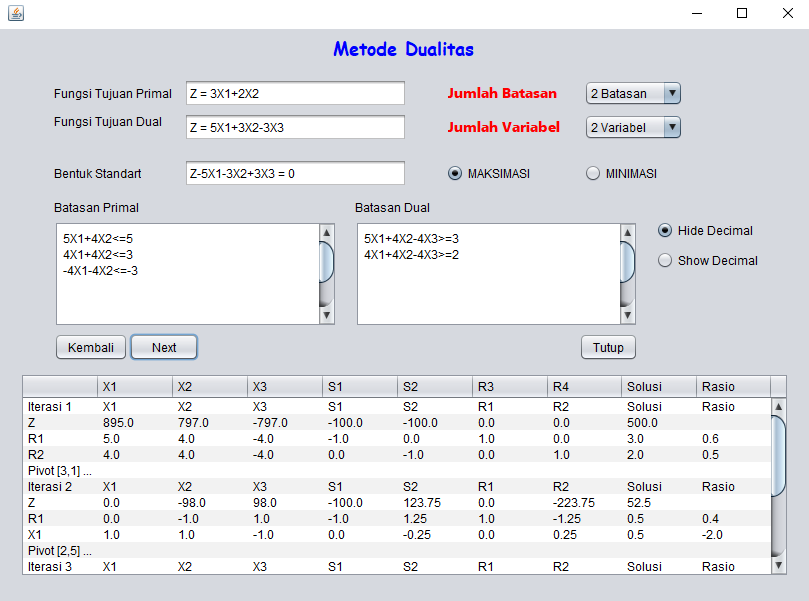 Metode Dualitas
Fungsi Tujuan Primal Z = 3X1+2X2 Jumlah Batasan 2 Batasan
Fungsi Tujuan Dual Z = 5X1+3X2-3X3 Jumlah Variabel 2 Variabel
Bentuk Standart Z-5X1-3X2+3X3 = 0 MAKSIMASI MINIMASI
Batasan Primal Batasan Dual
5X1+4X2<=5
4X1+4X2<=3
-4X1-4X2<=-3
5X1+4X2-4X3>=3
4X1+4X2-4X3>=2
Hide Decimal
Show Decimal
Kembali Next Tutup
X1 X2 X3 S1 S2 R3 R4 Solusi Rasio
Iterasi 1 X1 X2 X3 S1 S2 R1 R2 Solusi Rasio
Z 895.0 797.0 -797.0 -100.0 -100.0 0.0 0.0 500.0
R1 5.0 4.0 -4.0 -1.0 0.0 1.0 0.0 3.0 0.6
R2 4.0 4.0 -4.0 0.0 -1.0 0.0 1.0 2.0 0.5
Pivot [3,1] ...
Iterasi 2 X1 X2 X3 S1 S2 R1 R2 Solusi Rasio
Z 0.0 -98.0 98.0 -100.0 123.75 0.0 -223.75 52.5
R1 0.0 -1.0 1.0 -1.0 1.25 1.0 -1.25 0.5 0.4
X1 1.0 1.0 -1.0 0.0 -0.25 0.0 0.25 0.5 -2.0
Pivot [2,5] ...
Iterasi 3 X1 X2 X3 S1 S2 R1 R2 Solusi Rasio